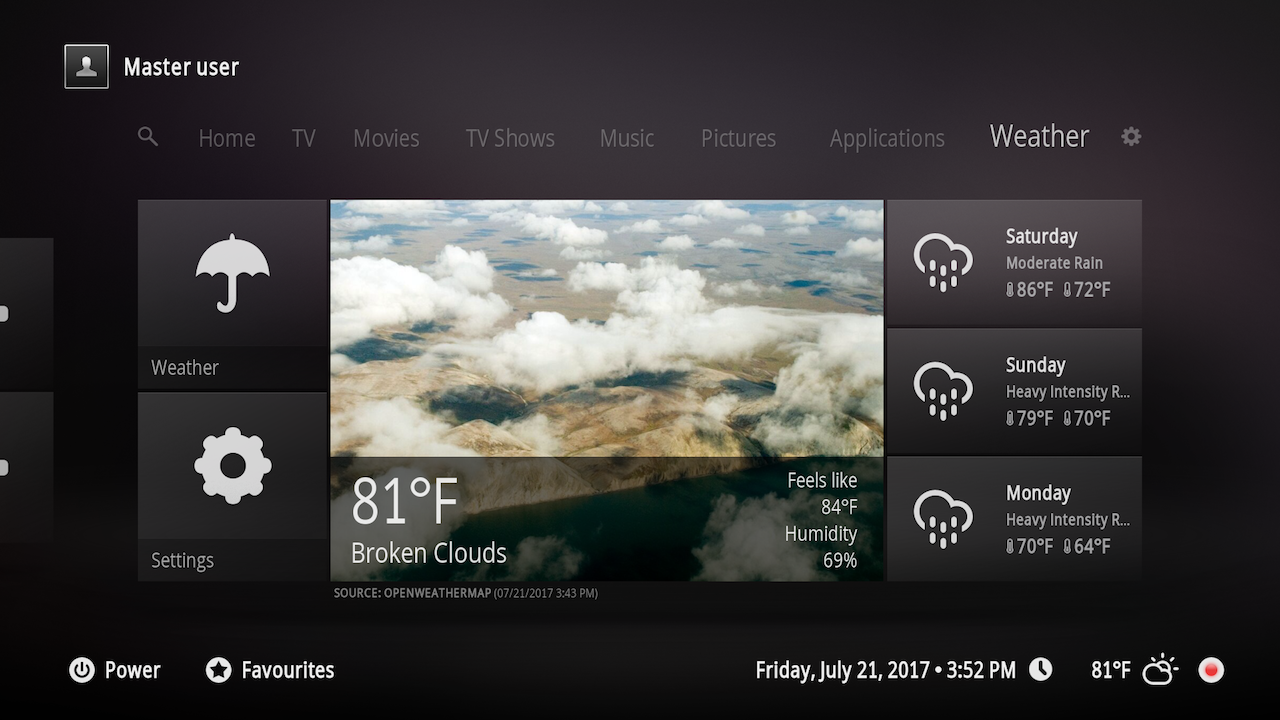 Master user
Home TV Movies TV Shows Music Pictures Applications Weather
Weather
Settings
81°F
Broken Clouds
Feels like
84°F
Humidity
69%
Saturday
Moderate Rain
86°F 72°F
Sunday
Heavy Intensity R...
79°F 70°F
Monday
Heavy Intensity R...
70°F 64°F
SOURCE: OPENWEATHERMAP (07/21/2017 3:43 PM)
Power Favourites Friday, July 21, 2017 • 3:52 PM 81°F